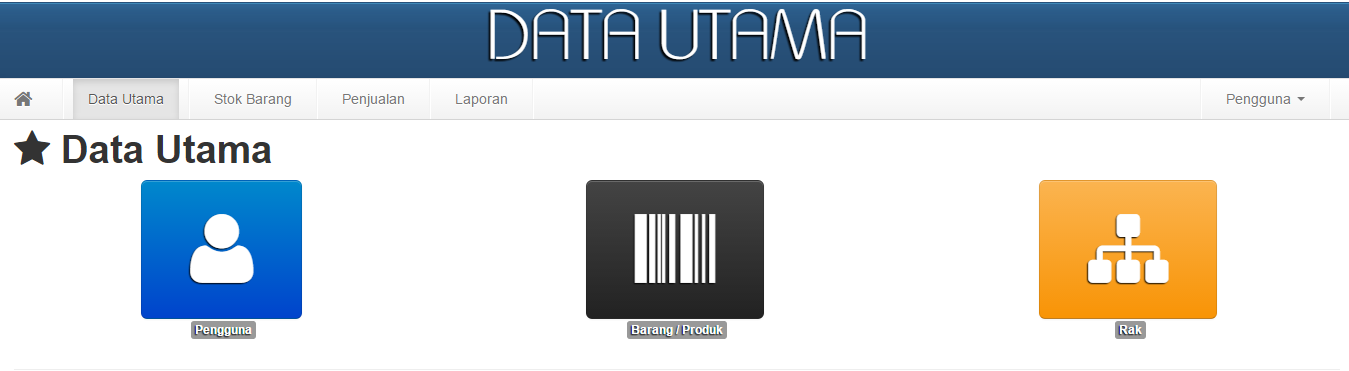 DATA UTAMA
Data Utama Stok Barang Penjualan Laporan Pengguna
Data Utama
Pengguna Barang / Produk Rak